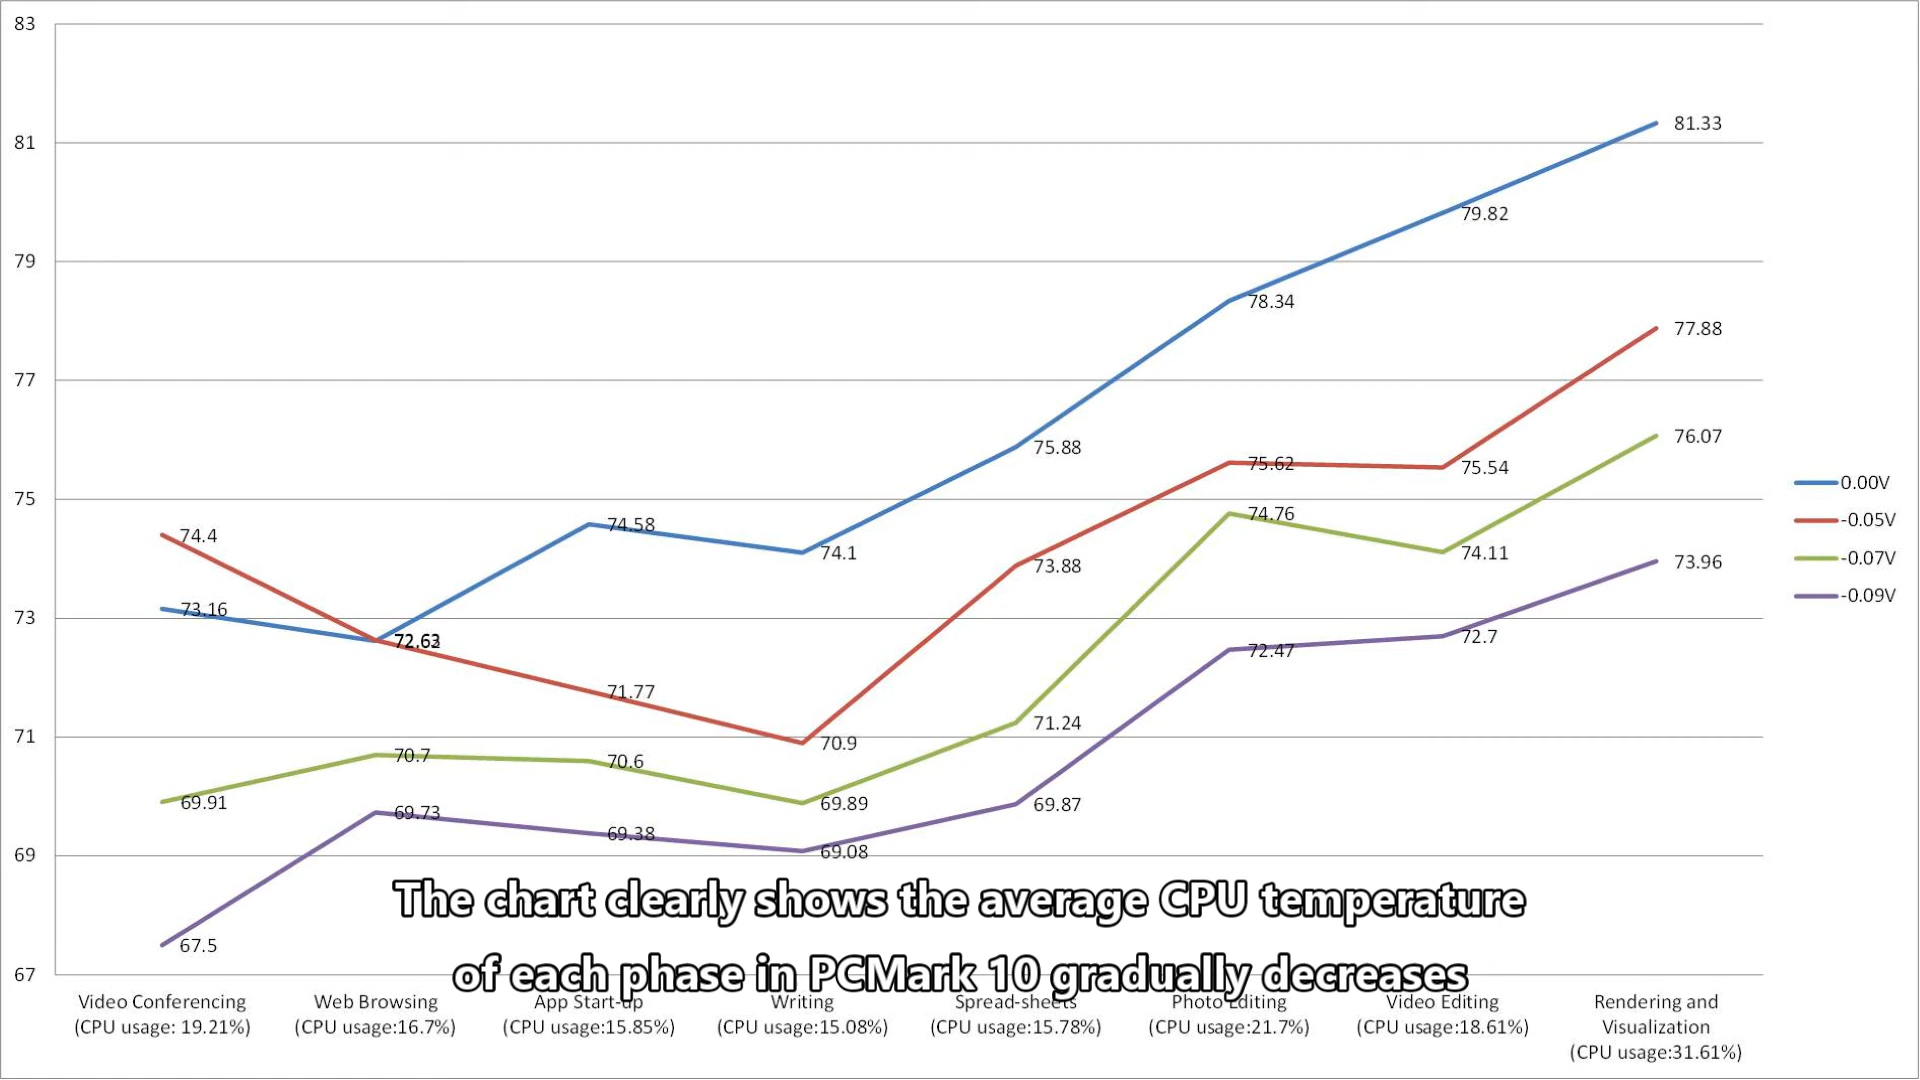 83
81
79
77
75
73
71
69
67
81.33
79.82
78.34
75.88
74.58
74.1
73.16
77.88
75.54
75.62
73.88
74.4
71.77
70.9
76.07
74.11
74.76
71.24
70.7
70.6
69.91
69.89
73.96
72.7
72.47
69.87
69.73
69.38
69.08
67.5
0.00V
-0.05V
-0.07V
-0.09V
The chart clearly shows the average CPU temperature
of each phase in PCMark 10 gradually decreases
Video Conferencing
(CPU usage: 19.21%)
Web Browsing
(CPU usage:16.7%)
App Start-up
(CPU usage:15.85%)
Writing
(CPU usage:15.08%)
Spread-sheets
(CPU usage:15.78%)
Photo Editing
(CPU usage:21.7%)
Video Editing
(CPU usage:18.61%)
Rendering and
Visualization
(CPU usage:31.61%)